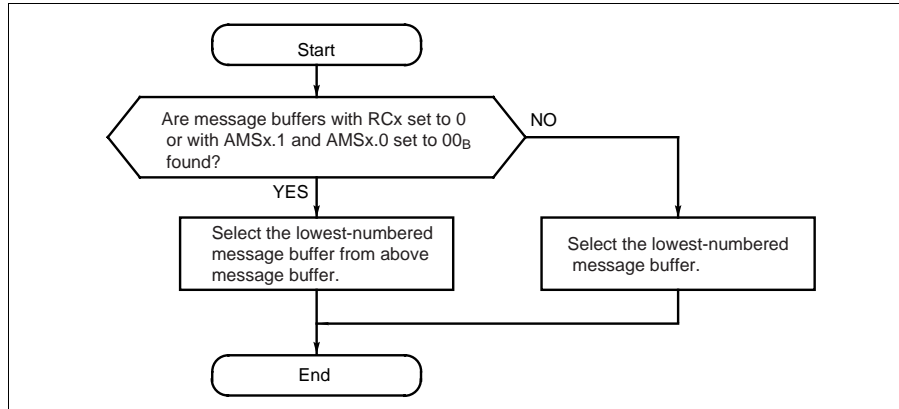 Start
Are message buffers with RCx set to 0
or with AMSx.1 and AMSx.0 set to 00B
found?
NO
YES
Select the lowest-numbered
message buffer from above
message buffer.
Select the lowest-numbered
message buffer.
End